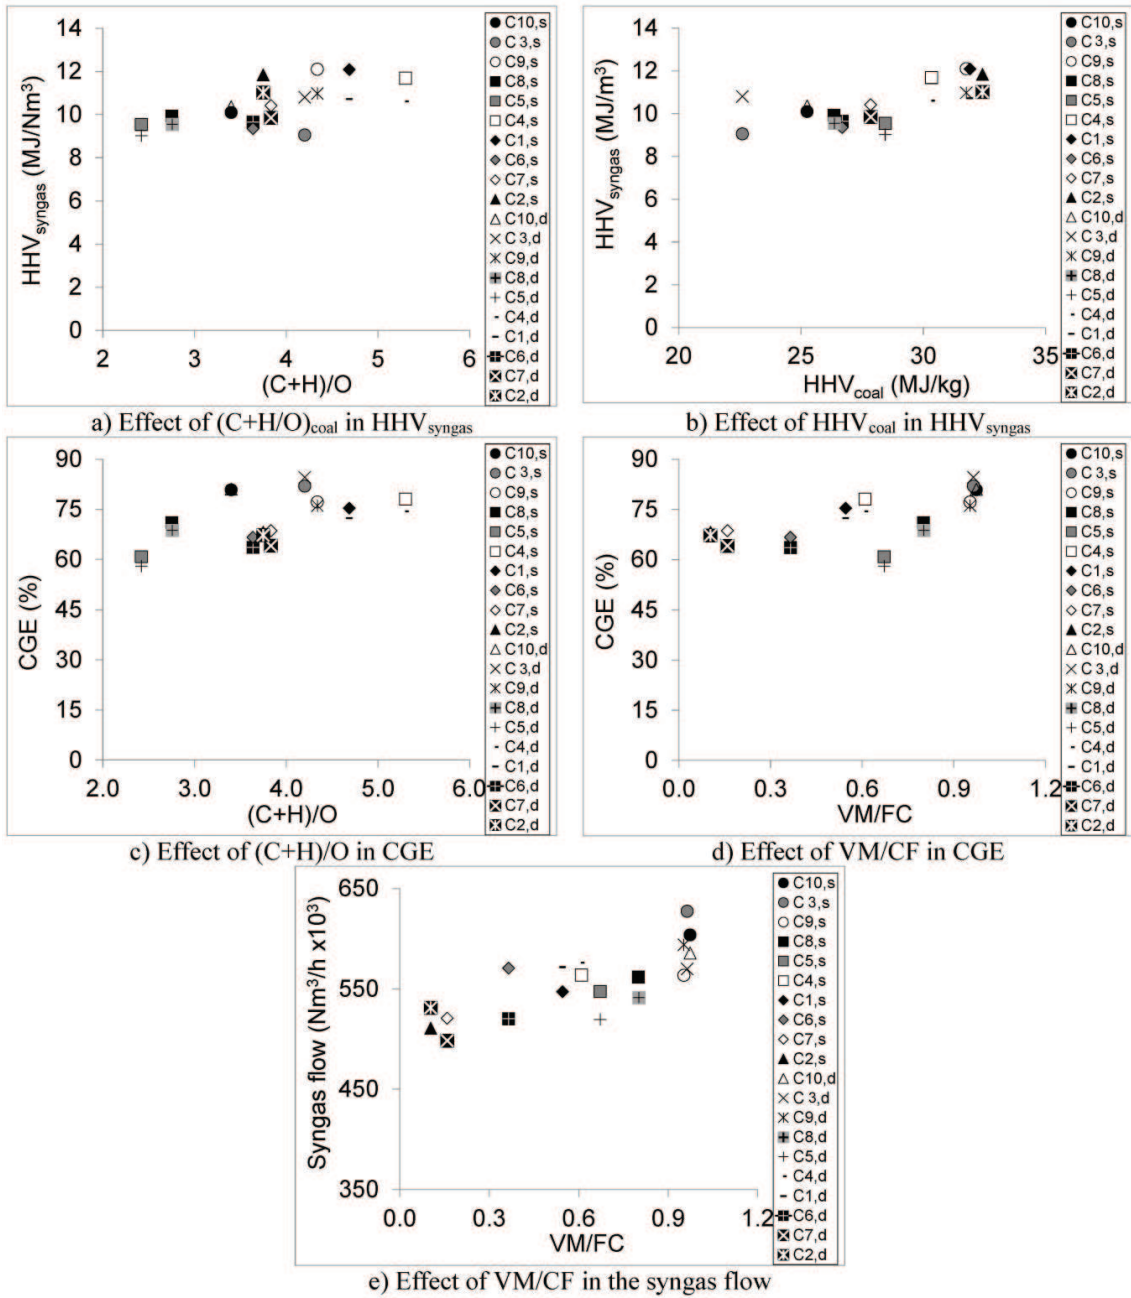 14
12
10
8
6
4
2
0
HHVsyngas (MJ/Nm³)
2 3 4 5 6
(C+H)/O
C10,s
C 3,s
C9,s
C8,s
C5,s
C4,s
C1,s
C6,s
C7,s
C2,s
C10,d
C 3,d
C9,d
C8,d
C5,d
C4,d
C1,d
C6,d
C7,d
C2,d
a) Effect of (C+H/O)coal in HHVsyngas
14
12
10
8
6
4
2
0
HHVsyngas (MJ/m³)
20 25 30 35
HHVcoal (MJ/kg)
C10,s
C 3,s
C9,s
C8,s
C5,s
C4,s
C1,s
C6,s
C7,s
C2,s
C10,d
C 3,d
C9,d
C8,d
C5,d
C4,d
C1,d
C6,d
C7,d
C2,d
b) Effect of HHVcoal in HHVsyngas
90
75
60
45
30
15
0
CGE (%)
2.0 3.0 4.0 5.0 6.0
(C+H)/O
C10,s
C 3,s
C9,s
C8,s
C5,s
C4,s
C1,s
C6,s
C7,s
C2,s
C10,d
C 3,d
C9,d
C8,d
C5,d
C4,d
C1,d
C6,d
C7,d
C2,d
c) Effect of (C+H)/O in CGE
90
75
60
45
30
15
0
CGE (%)
0.0 0.3 0.6 0.9 1.2
VM/FC
C10,s
C 3,s
C9,s
C8,s
C5,s
C4,s
C1,s
C6,s
C7,s
C2,s
C10,d
C 3,d
C9,d
C8,d
C5,d
C4,d
C1,d
C6,d
C7,d
C2,d
d) Effect of VM/CF in CGE
650
550
450
350
Syngas flow (Nm³/h x10³)
0.0 0.3 0.6 0.9 1.2
VM/FC
C10,s
C 3,s
C9,s
C8,s
C5,s
C4,s
C1,s
C6,s
C7,s
C2,s
C10,d
C 3,d
C9,d
C8,d
C5,d
C4,d
C1,d
C6,d
C7,d
C2,d
e) Effect of VM/CF in the syngas flow